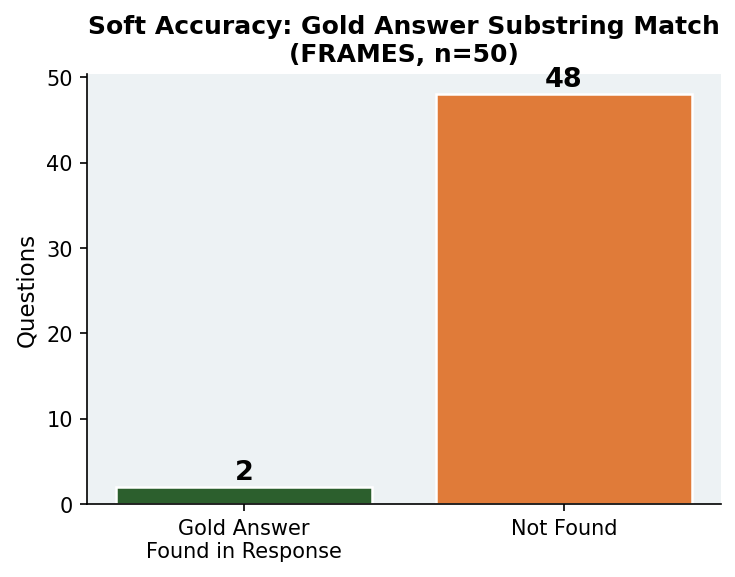 Soft Accuracy: Gold Answer Substring Match
(FRAMES, n=50)
Questions
50
40
30
20
10
0
2
48
Gold Answer
Found in Response
Not Found